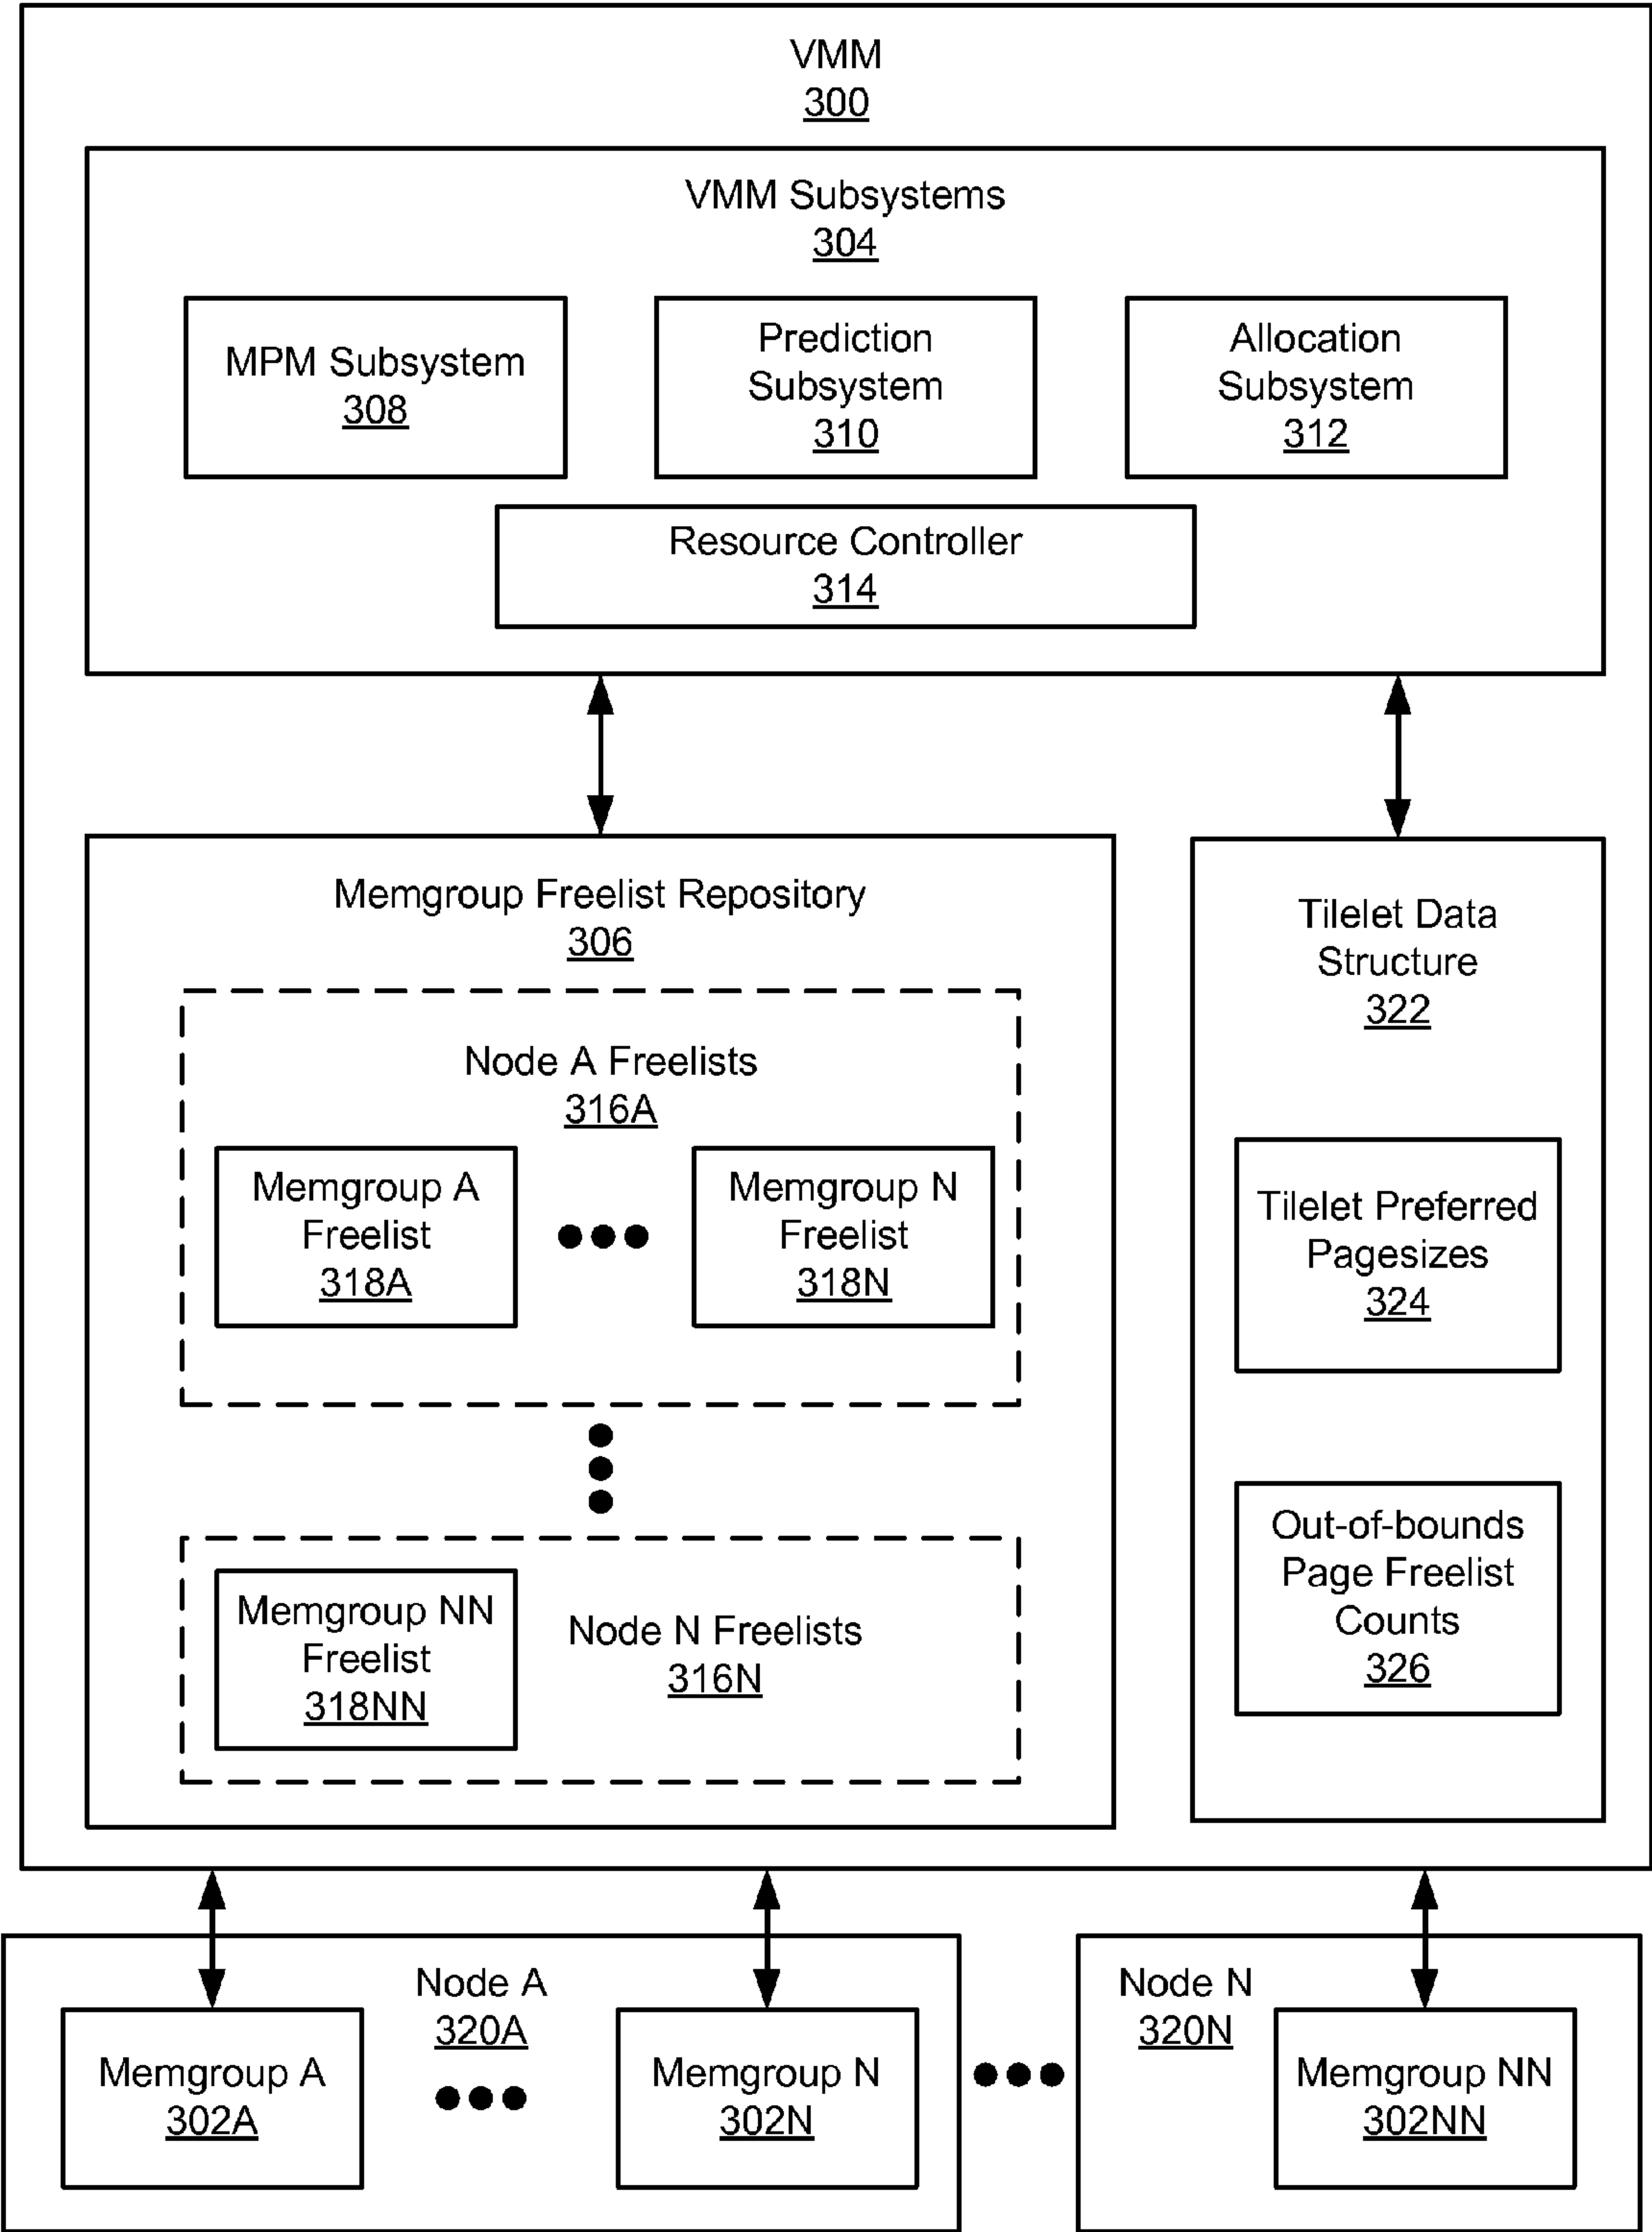 VMM
300
VMM Subsystems
304
MPM Subsystem
308
Prediction
Subsystem
310
Allocation
Subsystem
312
Resource Controller
314
Memgroup Freelist Repository
306
Node A Freelists
316A
Memgroup A
Freelist
318A
Memgroup N
Freelist
318N
Memgroup NN
Freelist
318NN
Node N Freelists
316N
Tilelet Data
Structure
322
Tilelet Preferred
Pagesizes
324
Out-of-bounds
Page Freelist
Counts
326
Node A
320A
Memgroup A
302A
Memgroup N
302N
Node N
320N
Memgroup NN
302NN